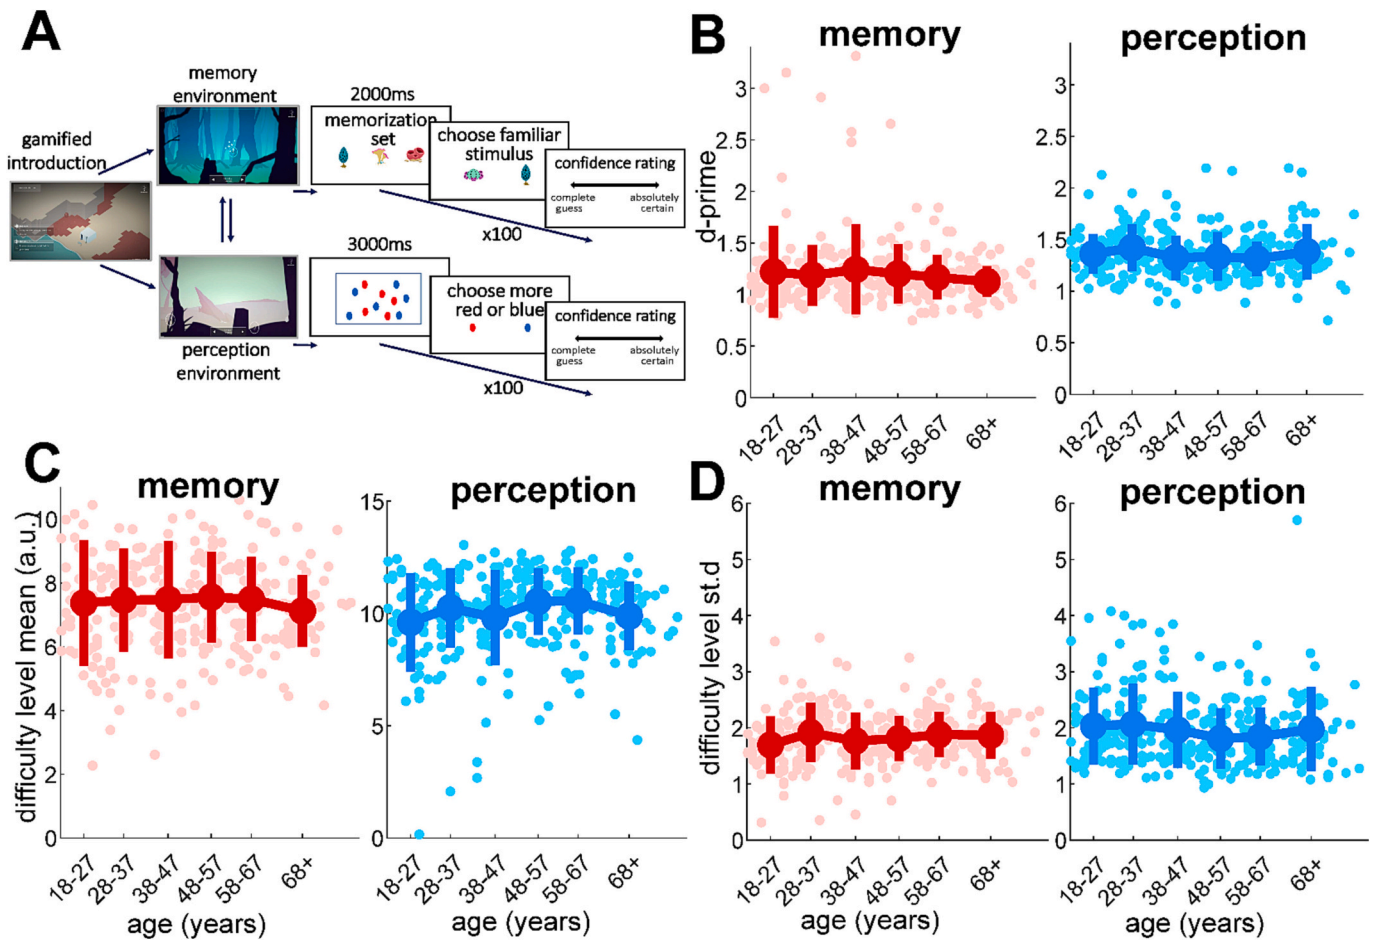 A
gamified
introduction
memory
environment
perception
environment
2000ms
memorization
set
choose familiar
stimulus
confidence rating
complete
guess
absolutely
certain
x100
3000ms
choose more
red or blue
confidence rating
complete
guess
absolutely
certain
x100
B
memory
d-prime
3
2.5
2
1.5
1
0.5
0
18-27
28-37
38-47
48-57
58-67
68+
perception
3
2.5
2
1.5
1
0.5
0
18-27
28-37
38-47
48-57
58-67
68+
C
memory
difficulty level mean (a.u.)
10
8
6
4
2
0
18-27
28-37
38-47
48-57
58-67
68+
age (years)
perception
15
10
5
0
18-27
28-37
38-47
48-57
58-67
68+
age (years)
D
memory
difficulty level st.d
6
5
4
3
2
1
0
18-27
28-37
38-47
48-57
58-67
68+
age (years)
perception
6
5
4
3
2
1
0
18-27
28-37
38-47
48-57
58-67
68+
age (years)